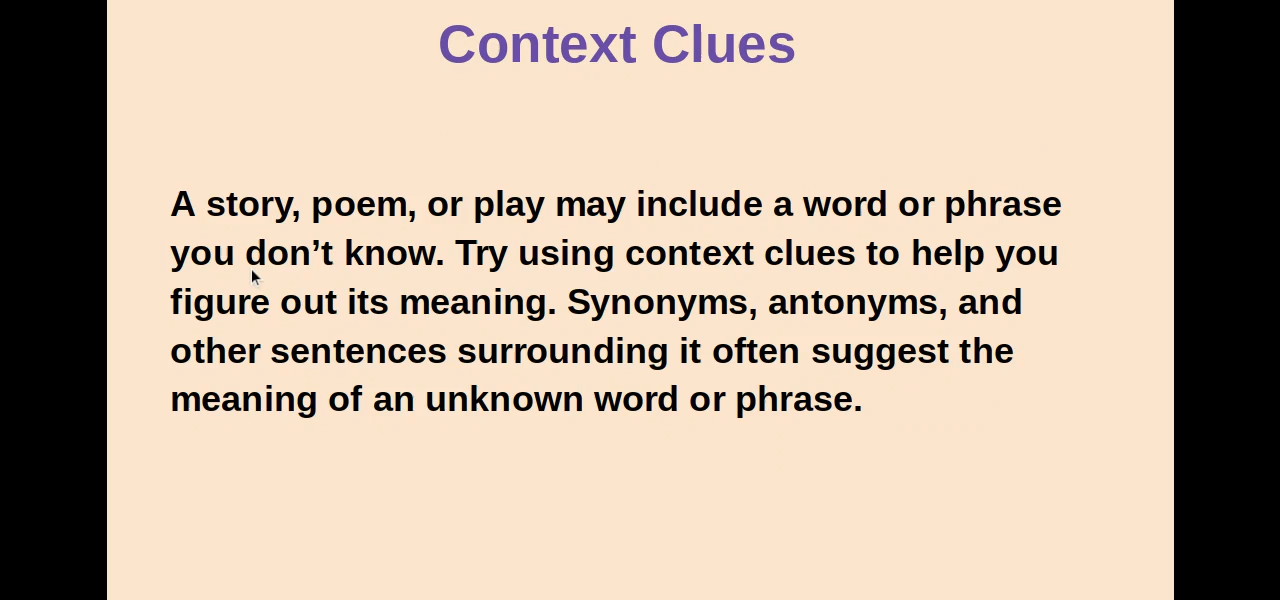 Context Clues
A story, poem, or play may include a word or phrase
you don’t know. Try using context clues to help you
figure out its meaning. Synonyms, antonyms, and
other sentences surrounding it often suggest the
meaning of an unknown word or phrase.